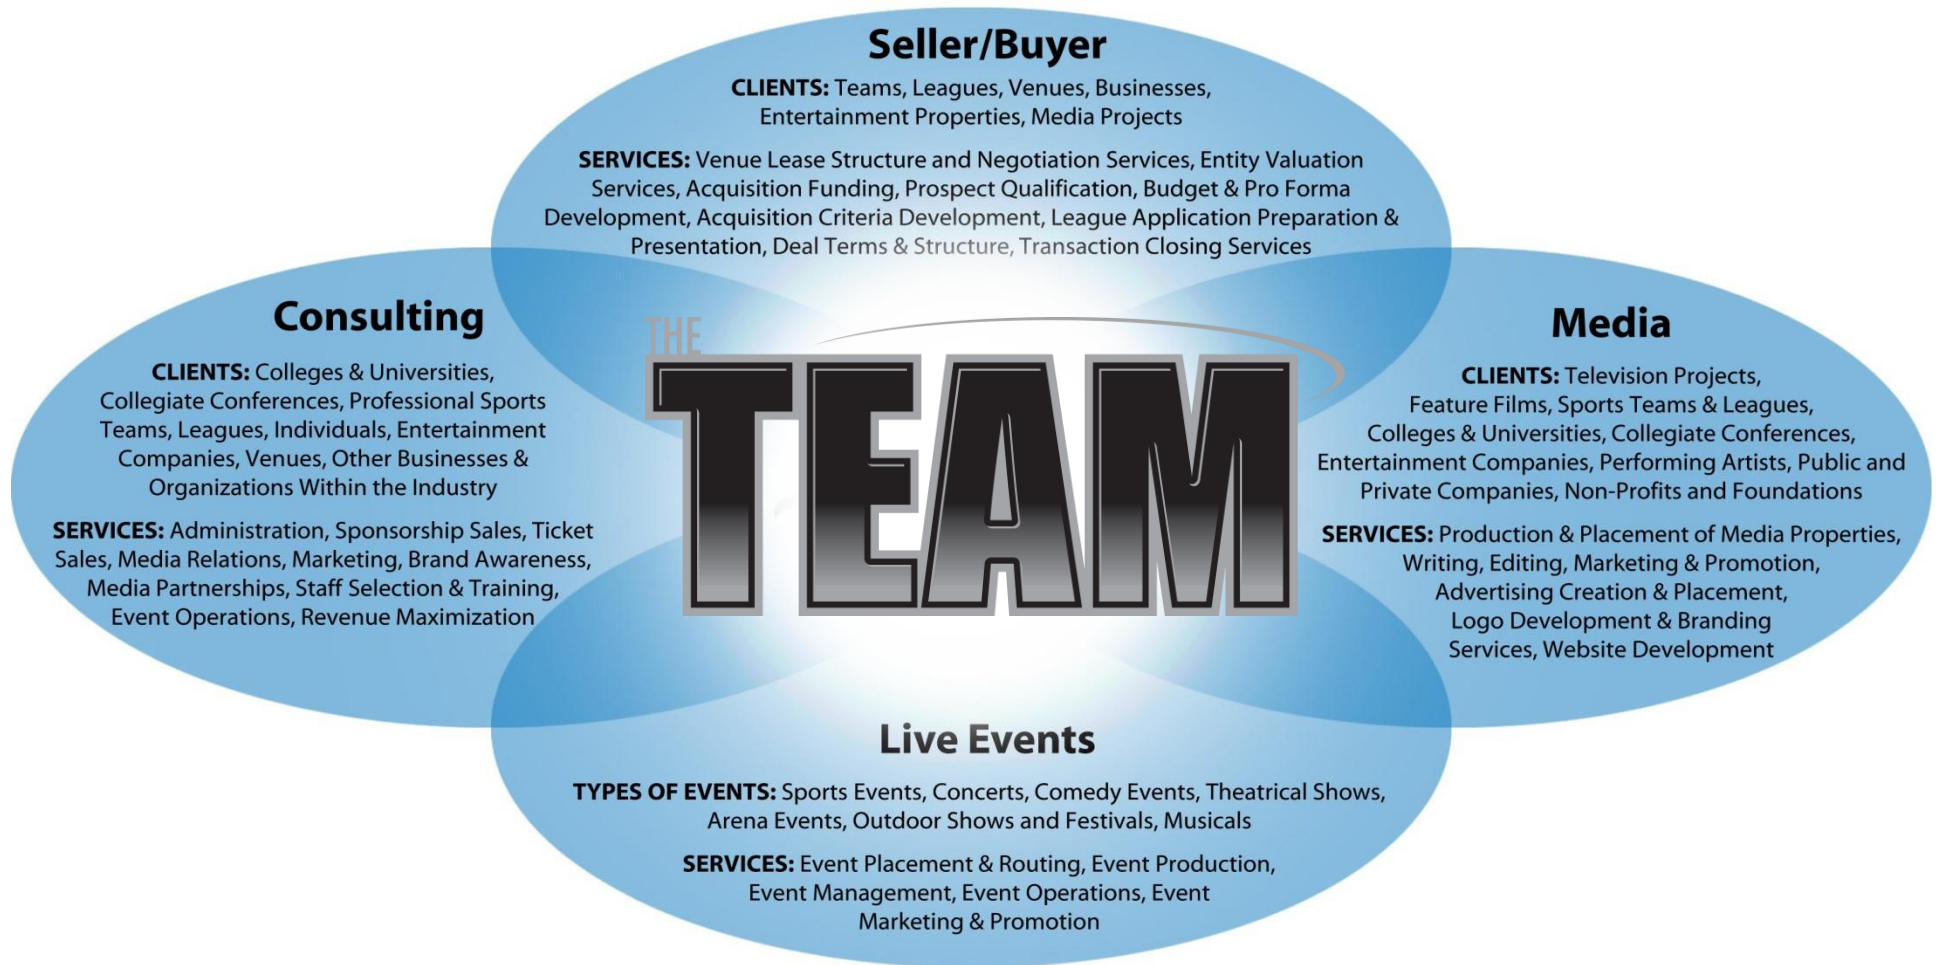 Seller/Buyer
CLIENTS: Teams, Leagues, Venues, Businesses,
Entertainment Properties, Media Projects
SERVICES: Venue Lease Structure and Negotiation Services, Entity Valuation
Services, Acquisition Funding, Prospect Qualification, Budget & Pro Forma
Development, Acquisition Criteria Development, League Application Preparation &
Presentation, Deal Terms & Structure, Transaction Closing Services
Consulting
CLIENTS: Colleges & Universities,
Collegiate Conferences, Professional Sports
Teams, Leagues, Individuals, Entertainment
Companies, Venues, Other Businesses &
Organizations Within the Industry
SERVICES: Administration, Sponsorship Sales, Ticket
Sales, Media Relations, Marketing, Brand Awareness,
Media Partnerships, Staff Selection & Training,
Event Operations, Revenue Maximization
THE
TEAM
Media
CLIENTS: Television Projects,
Feature Films, Sports Teams & Leagues,
Colleges & Universities, Collegiate Conferences,
Entertainment Companies, Performing Artists, Public and
Private Companies, Non-Profits and Foundations
SERVICES: Production & Placement of Media Properties,
Writing, Editing, Marketing & Promotion,
Advertising Creation & Placement,
Logo Development & Branding
Services, Website Development
Live Events
TYPES OF EVENTS: Sports Events, Concerts, Comedy Events, Theatrical Shows,
Arena Events, Outdoor Shows and Festivals, Musicals
SERVICES: Event Placement & Routing, Event Production,
Event Management, Event Operations, Event
Marketing & Promotion